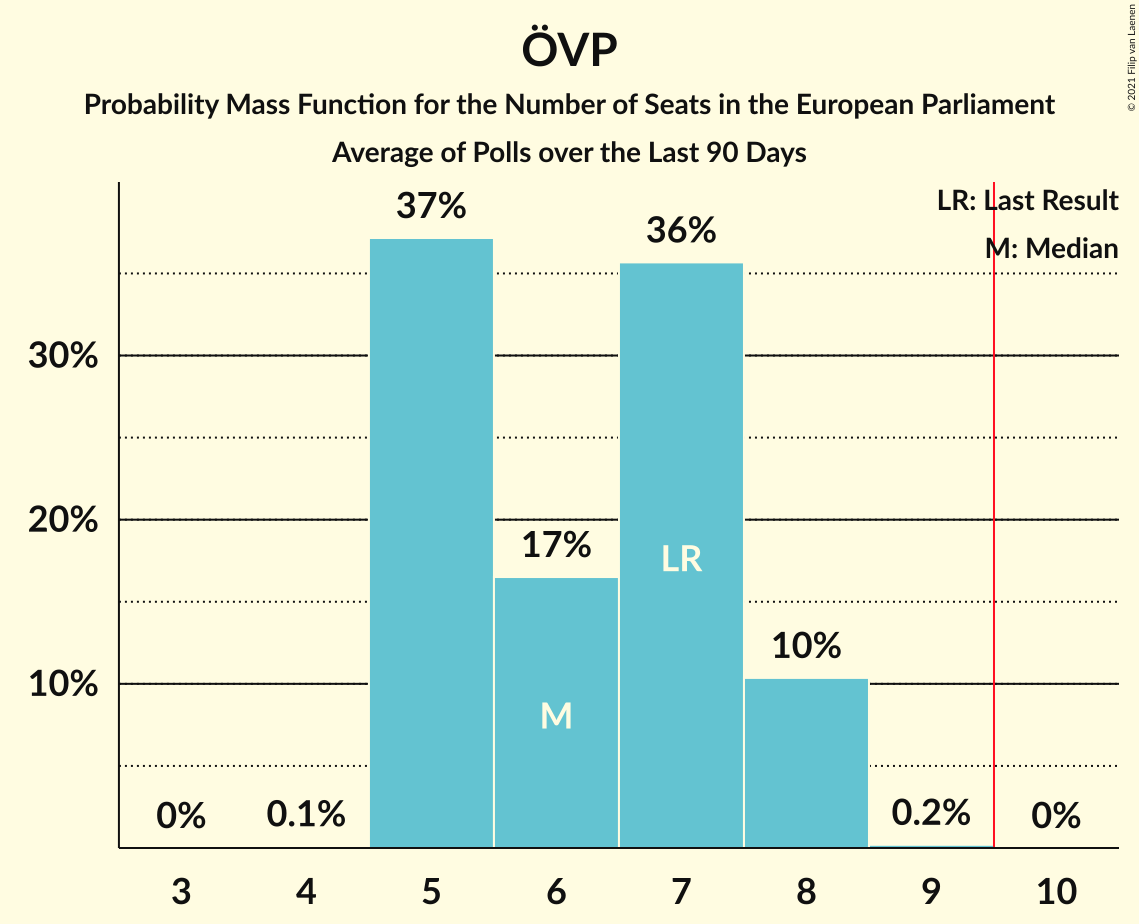 ÖVP
Probability Mass Function for the Number of Seats in the European Parliament
Average of Polls over the Last 90 Days
© 2021 Filip van Laenen
LR: Last Result
M: Median
37%
36%
30%
20%
17%
LR
10%
10%
M
0%
0.1%
0.2%
0%
3 4 5 6 7 8 9 10